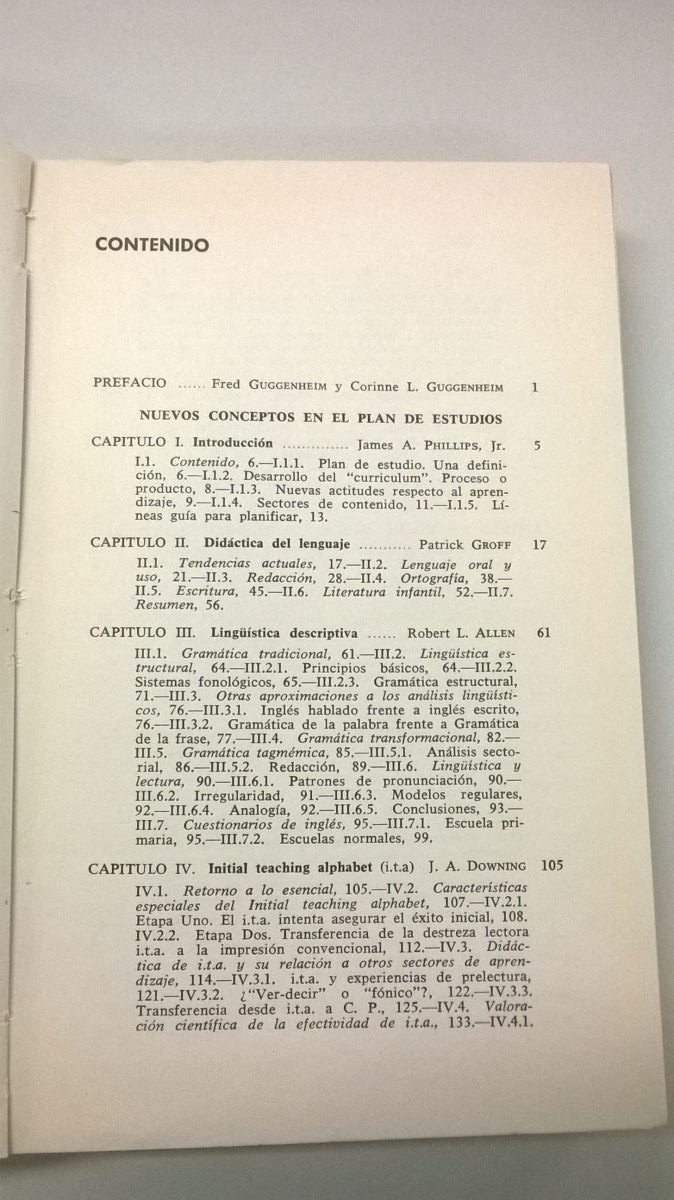 CONTENIDO
PREFACIO ...... Fred GUGGENHEIM y Corinne L. GUGGENHEIM 1
NUEVOS CONCEPTOS EN EL PLAN DE ESTUDIOS
CAPITULO I. Introducción ............. James A. PHILLIPS, Jr. 5
I.1. Contenido, 6.—I.1.1. Plan de estudio. Una defini-
ción, 6.—I.1.2. Desarrollo del "curriculum". Proceso o
producto, 8.—I.1.3. Nuevas actitudes respecto al apren-
dizaje, 9.—I.1.4. Sectores de contenido, 11.—I.1.5. Lí-
neas guía para planificar, 13.
CAPITULO II. Didáctica del lenguaje ........... Patrick GROFF 17
II.1. Tendencias actuales, 17.—II.2. Lenguaje oral y
uso, 21.—II.3. Redacción, 28.—II.4. Ortografía, 38.—
II.5. Escritura, 45.—II.6. Literatura infantil, 52.—II.7.
Resumen, 56.
CAPITULO III. Lingüística descriptiva ...... Robert L. ALLEN 61
III.1. Gramática tradicional, 61.—III.2. Lingüística es-
tructural, 64.—III.2.1. Principios básicos, 64.—III.2.2.
Sistemas fonológicos, 65.—III.2.3. Gramática estructural,
71.—III.3. Otras aproximaciones a los análisis lingüísti-
cos, 76.—III.3.1. Inglés hablado frente a inglés escrito,
76.—III.3.2. Gramática de la palabra frente a Gramática
de la frase, 77.—III.4. Gramática transformacional, 82.—
III.5. Gramática tagmémica, 85.—III.5.1. Análisis secto-
rial, 86.—III.5.2. Redacción, 89.—III.6. Lingüística y
lectura, 90.—III.6.1. Patrones de pronunciación, 90.—
III.6.2. Irregularidad, 91.—III.6.3. Modelos regulares,
92.—III.6.4. Analogía, 92.—III.6.5. Conclusiones, 93.—
III.7. Cuestionarios de inglés, 95.—III.7.1. Escuela pri-
maria, 95.—III.7.2. Escuelas normales, 99.
CAPITULO IV. Initial teaching alphabet (i.t.a) J. A. DOWNING 105
IV.1. Retorno a lo esencial, 105.—IV.2. Características
especiales del Initial teaching alphabet, 107.—IV.2.1.
Etapa Uno. El i.t.a. intenta asegurar el éxito inicial, 108.
IV.2.2. Etapa Dos. Transferencia de la destreza lectora
i.t.a. a la impresión convencional, 112.—IV.3. Didác-
tica de i.t.a. y su relación a otros sectores de apren-
dizaje, 114.—IV.3.1. i.t.a. y experiencias de prelectura,
121.—IV.3.2. ¿"Ver-decir" o "fónico"?, 122.—IV.3.3.
Transferencia desde i.t.a. a C. P., 125.—IV.4. Valora-
ción científica de la efectividad de i.t.a., 133.—IV.4.1.